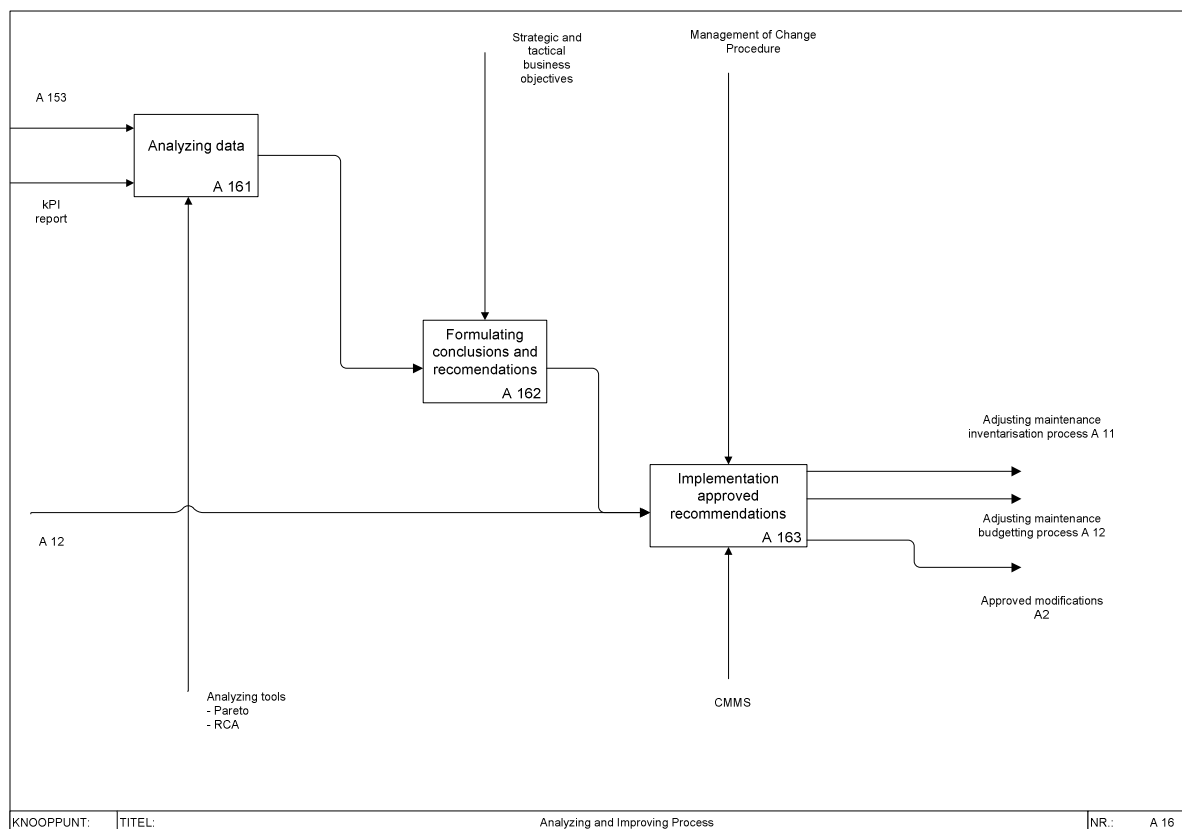 Strategic and
tactical
business
objectives
Management of Change
Procedure
A 153
Analyzing data
A 161
kPI
report
Formulating
conclusions and
recomendations
A 162
Adjusting maintenance
inventarisation process A 11
Implementation
approved
recommendations
A 163
A 12
Adjusting maintenance
budgetting process A 12
Approved modifications
A2
Analyzing tools
- Pareto
- RCA
CMMS
KNOOPPUNT:
TITEL:
Analyzing and Improving Process
NR.:
A 16